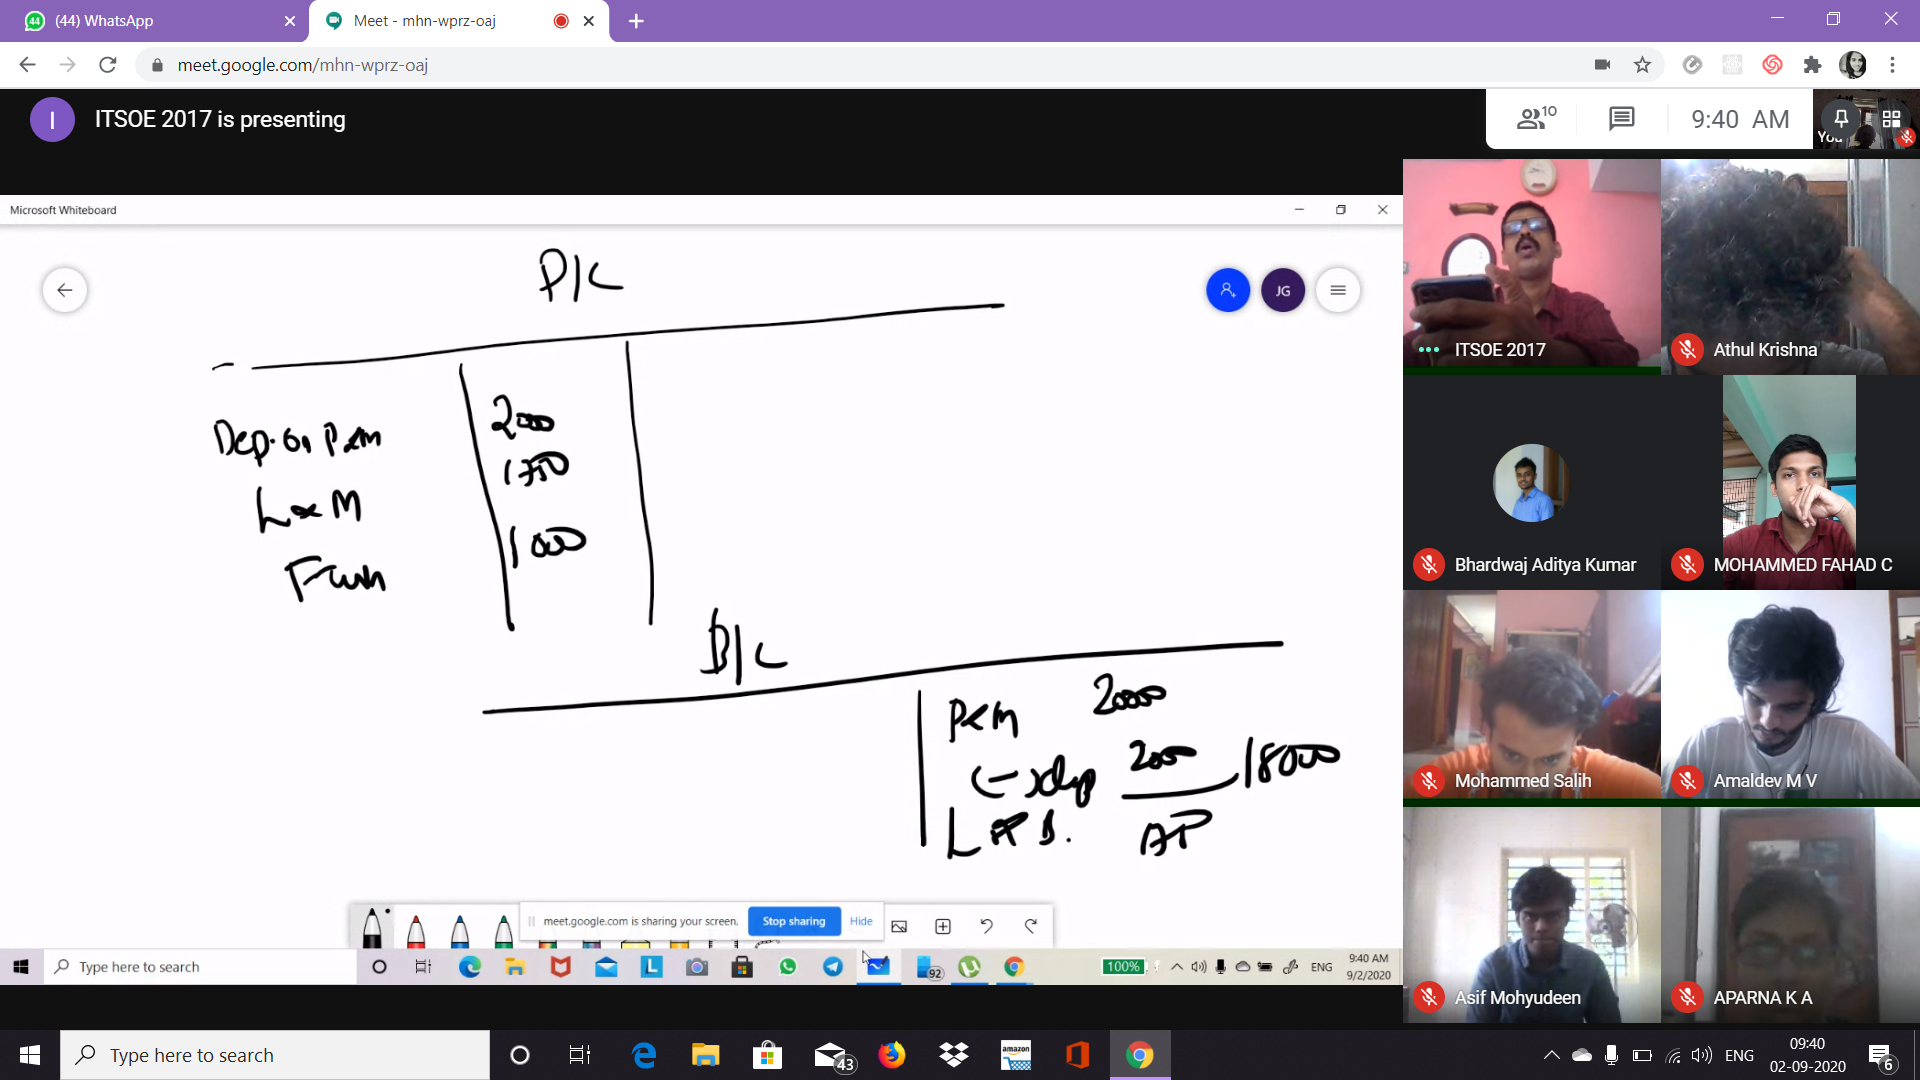 (44) WhatsApp
Meet - mhn-wprz-oaj
meet.google.com/mhn-wprz-oaj
I
ITSOE 2017 is presenting
10
9:40 AM
You
Microsoft Whiteboard
JG
P/L
Dep. on P&M 2000
L&M 1750
Furn 1000
B/L
P&M 20000
(-) dep 2000 18000
L&B. AP
ITSOE 2017
Athul Krishna
Bhardwaj Aditya Kumar
MOHAMMED FAHAD C
Mohammed Salih
Amaldev M V
Asif Mohyudeen
APARNA K A
meet.google.com is sharing your screen.
Stop sharing
Hide
Type here to search
L
92
100%
ENG
9:40 AM
9/2/2020
Type here to search
43
amazon
ENG
09:40
02-09-2020
6